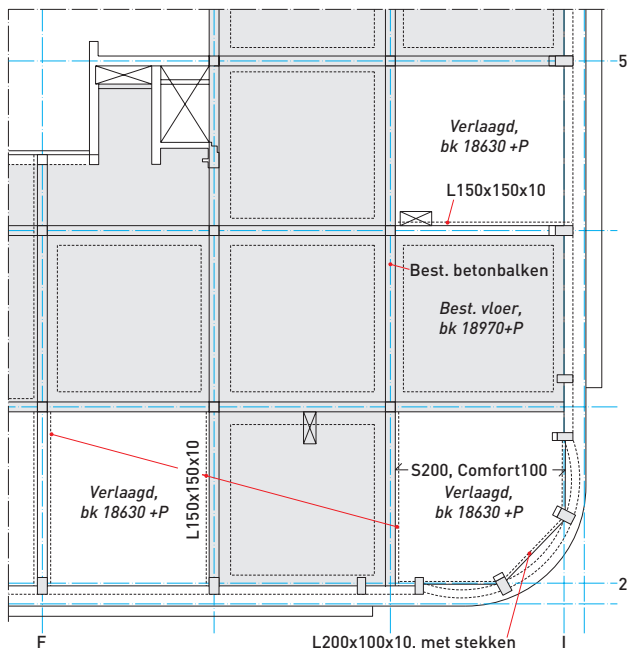 5
Verlaagd,
bk 18630 +P
L150x150x10
Best. betonbalken
Best. vloer,
bk 18970+P
L150x150x10
S200, Comfort100
Verlaagd,
bk 18630 +P
Verlaagd,
bk 18630 +P
2
F
L200x100x10, met stekken
I